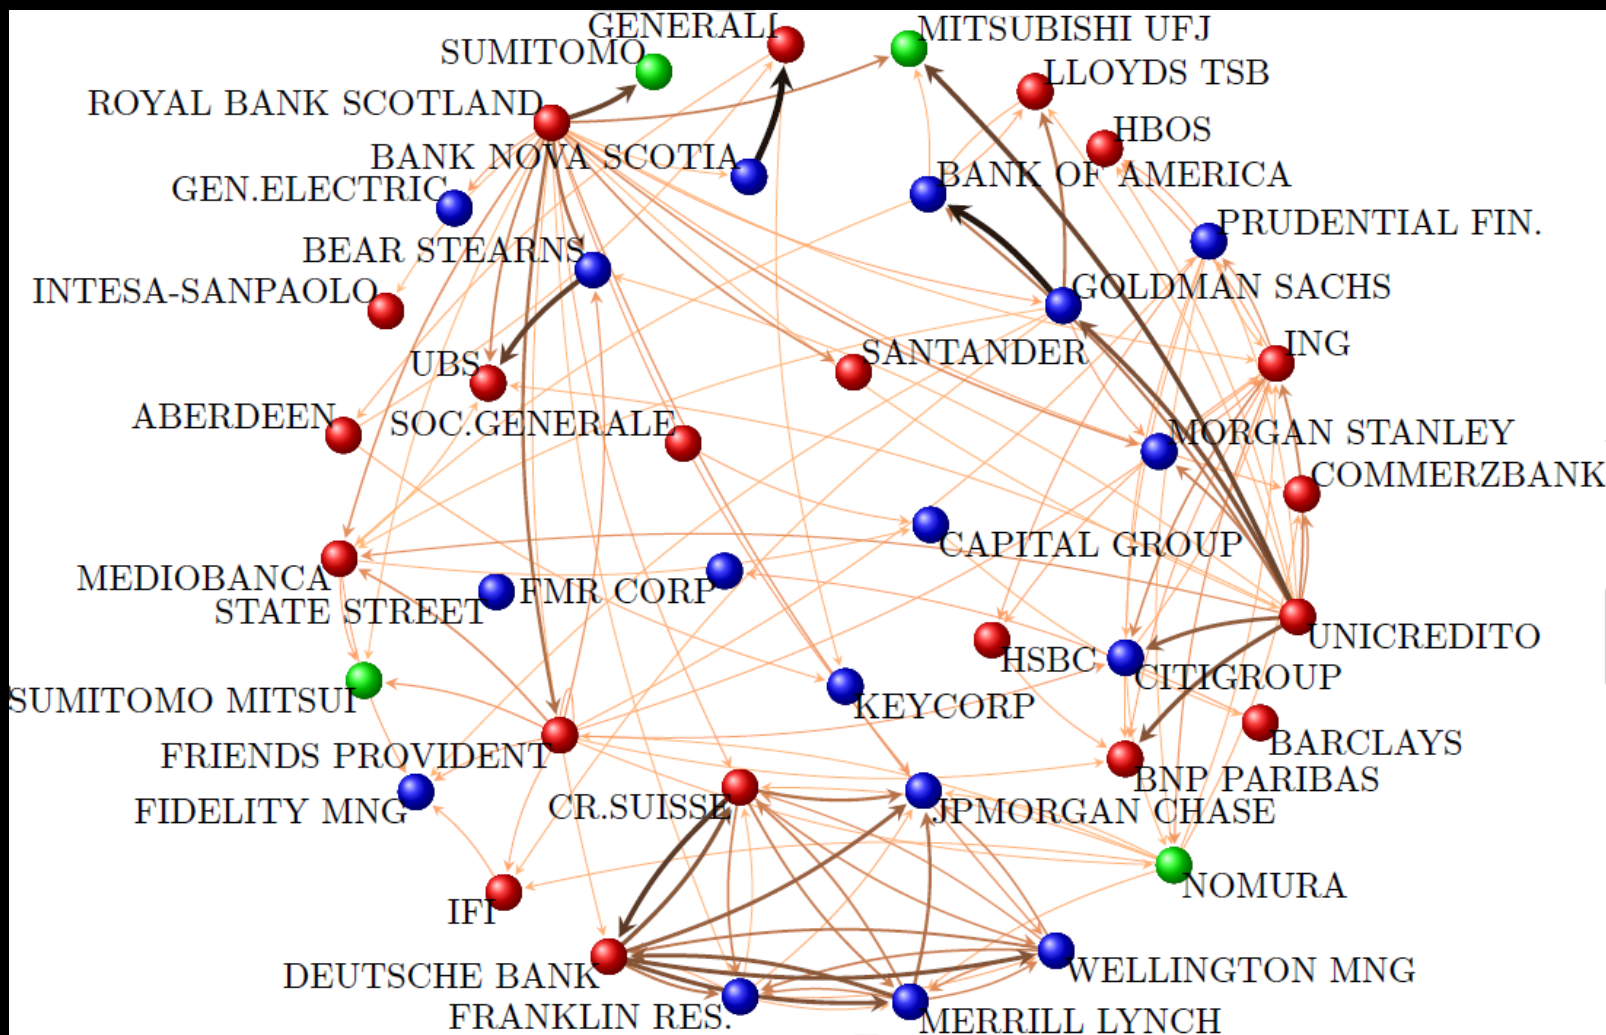 GENERALI
MITSUBISHI UFJ
SUMITOMO
LLOYDS TSB
ROYAL BANK SCOTLAND
HBOS
BANK NOVA SCOTIA
BANK OF AMERICA
GEN.ELECTRIC
PRUDENTIAL FIN.
BEAR STEARNS
INTESA-SANPAOLO
GOLDMAN SACHS
ING
SANTANDER
UBS
ABERDEEN
SOC.GENERALE
MORGAN STANLEY
COMMERZBANK
CAPITAL GROUP
MEDIOBANCA
FMR CORP
STATE STREET
UNICREDITO
HSBC
CITIGROUP
SUMITOMO MITSUI
KEYCORP
BARCLAYS
FRIENDS PROVIDENT
BNP PARIBAS
FIDELITY MNG
CR.SUISSE
JPMORGAN CHASE
NOMURA
IFI
DEUTSCHE BANK
WELLINGTON MNG
FRANKLIN RES.
MERRILL LYNCH